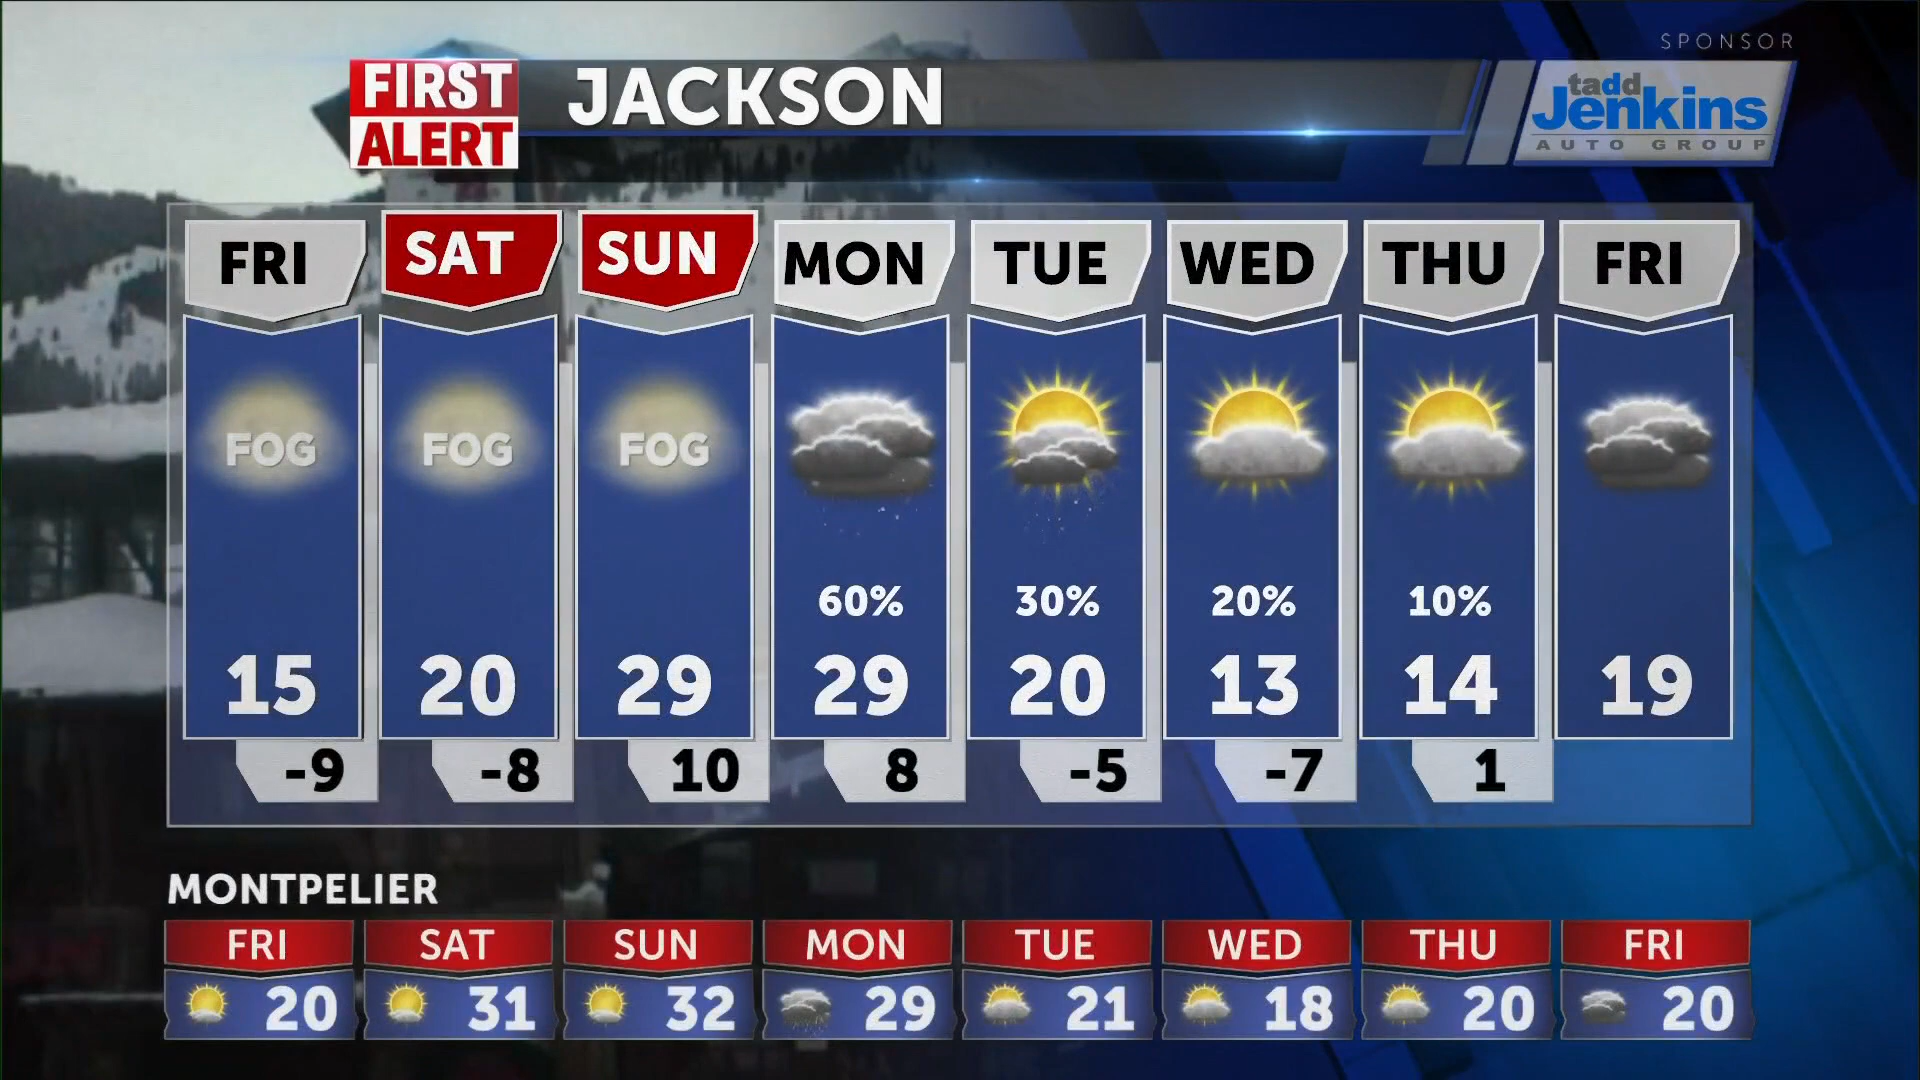 SPONSOR
FIRST
ALERT
JACKSON
tadd
Jenkins
AUTO GROUP
FRI SAT SUN MON TUE WED THU FRI
FOG FOG FOG
60% 30% 20% 10%
15 20 29 29 20 13 14 19
-9 -8 10 8 -5 -7 1
MONTPELIER
FRI SAT SUN MON TUE WED THU FRI
20 31 32 29 21 18 20 20